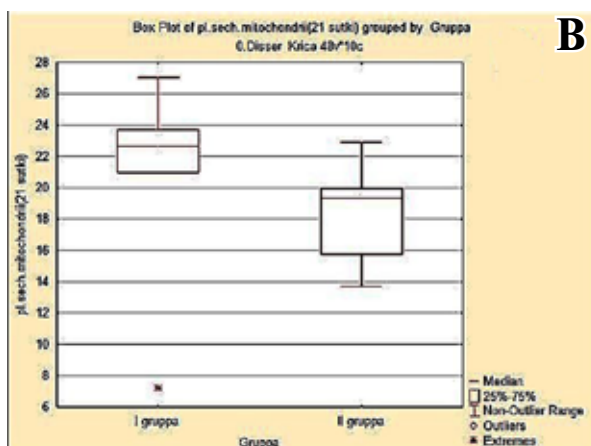 Box Plot of pl.sech.mitochondrii(21 sutki) grouped by Gruppa
6.Disser Krica 48v*10c
B
28
26
24
22
20
18
16
14
12
10
8
6
pl.sech.mitochondrii(21 sutki)
I gruppa
II gruppa
Gruppa
Median
25%-75%
Non-Outlier Range
Outliers
Extremes